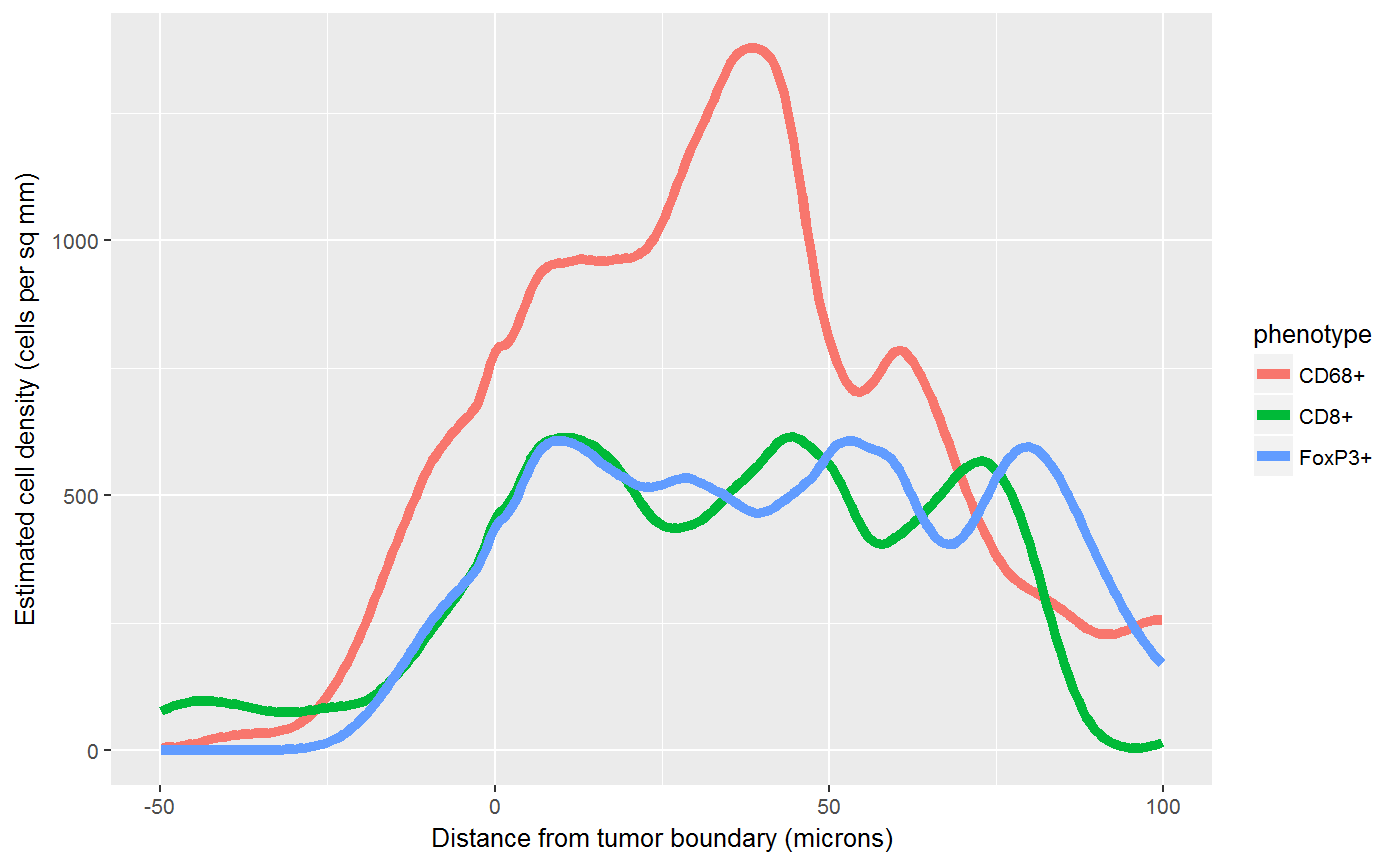 Estimated cell density (cells per sq mm)
1000
500
0
-50
0
50
100
Distance from tumor boundary (microns)
phenotype
CD68+
CD8+
FoxP3+